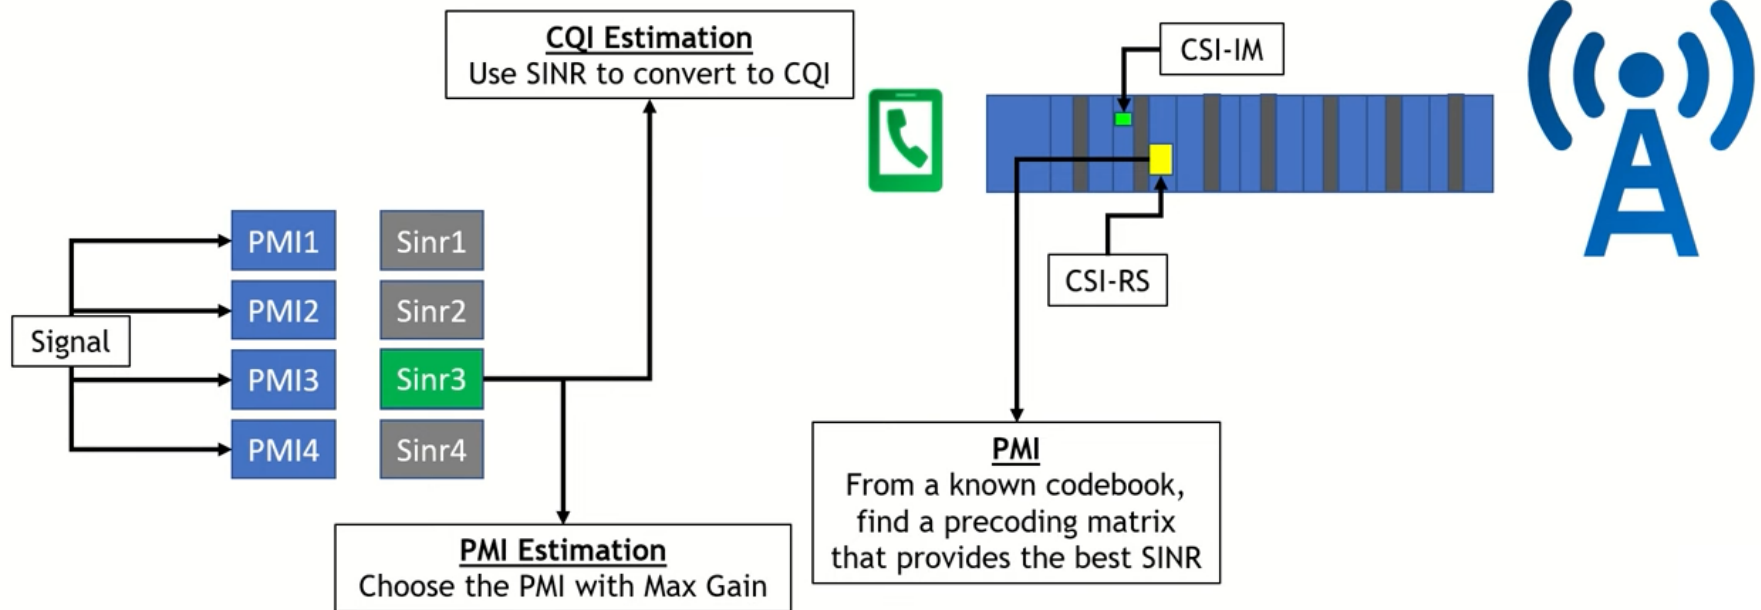 CQI Estimation
Use SINR to convert to CQI
CSI-IM
CSI-RS
Signal
PMI1
Sinr1
PMI2
Sinr2
PMI3
Sinr3
PMI4
Sinr4
PMI Estimation
Choose the PMI with Max Gain
PMI
From a known codebook,
find a precoding matrix
that provides the best SINR